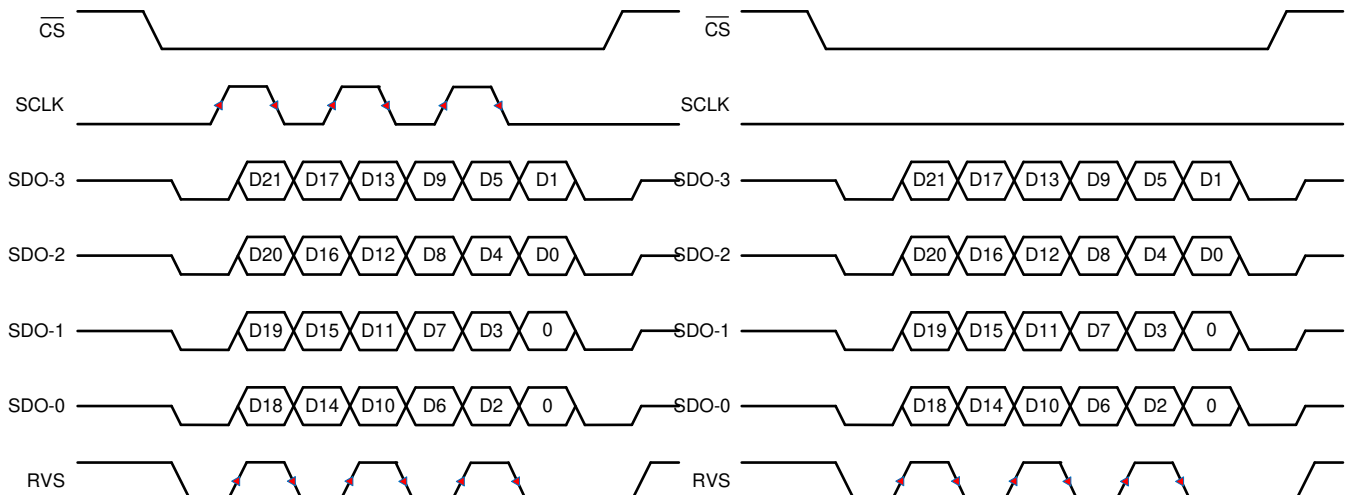 CS CS
SCLK SCLK
SDO-3 D21 D17 D13 D9 D5 D1 SDO-3 D21 D17 D13 D9 D5 D1
SDO-2 D20 D16 D12 D8 D4 D0 SDO-2 D20 D16 D12 D8 D4 D0
SDO-1 D19 D15 D11 D7 D3 0 SDO-1 D19 D15 D11 D7 D3 0
SDO-0 D18 D14 D10 D6 D2 0 SDO-0 D18 D14 D10 D6 D2 0
RVS RVS